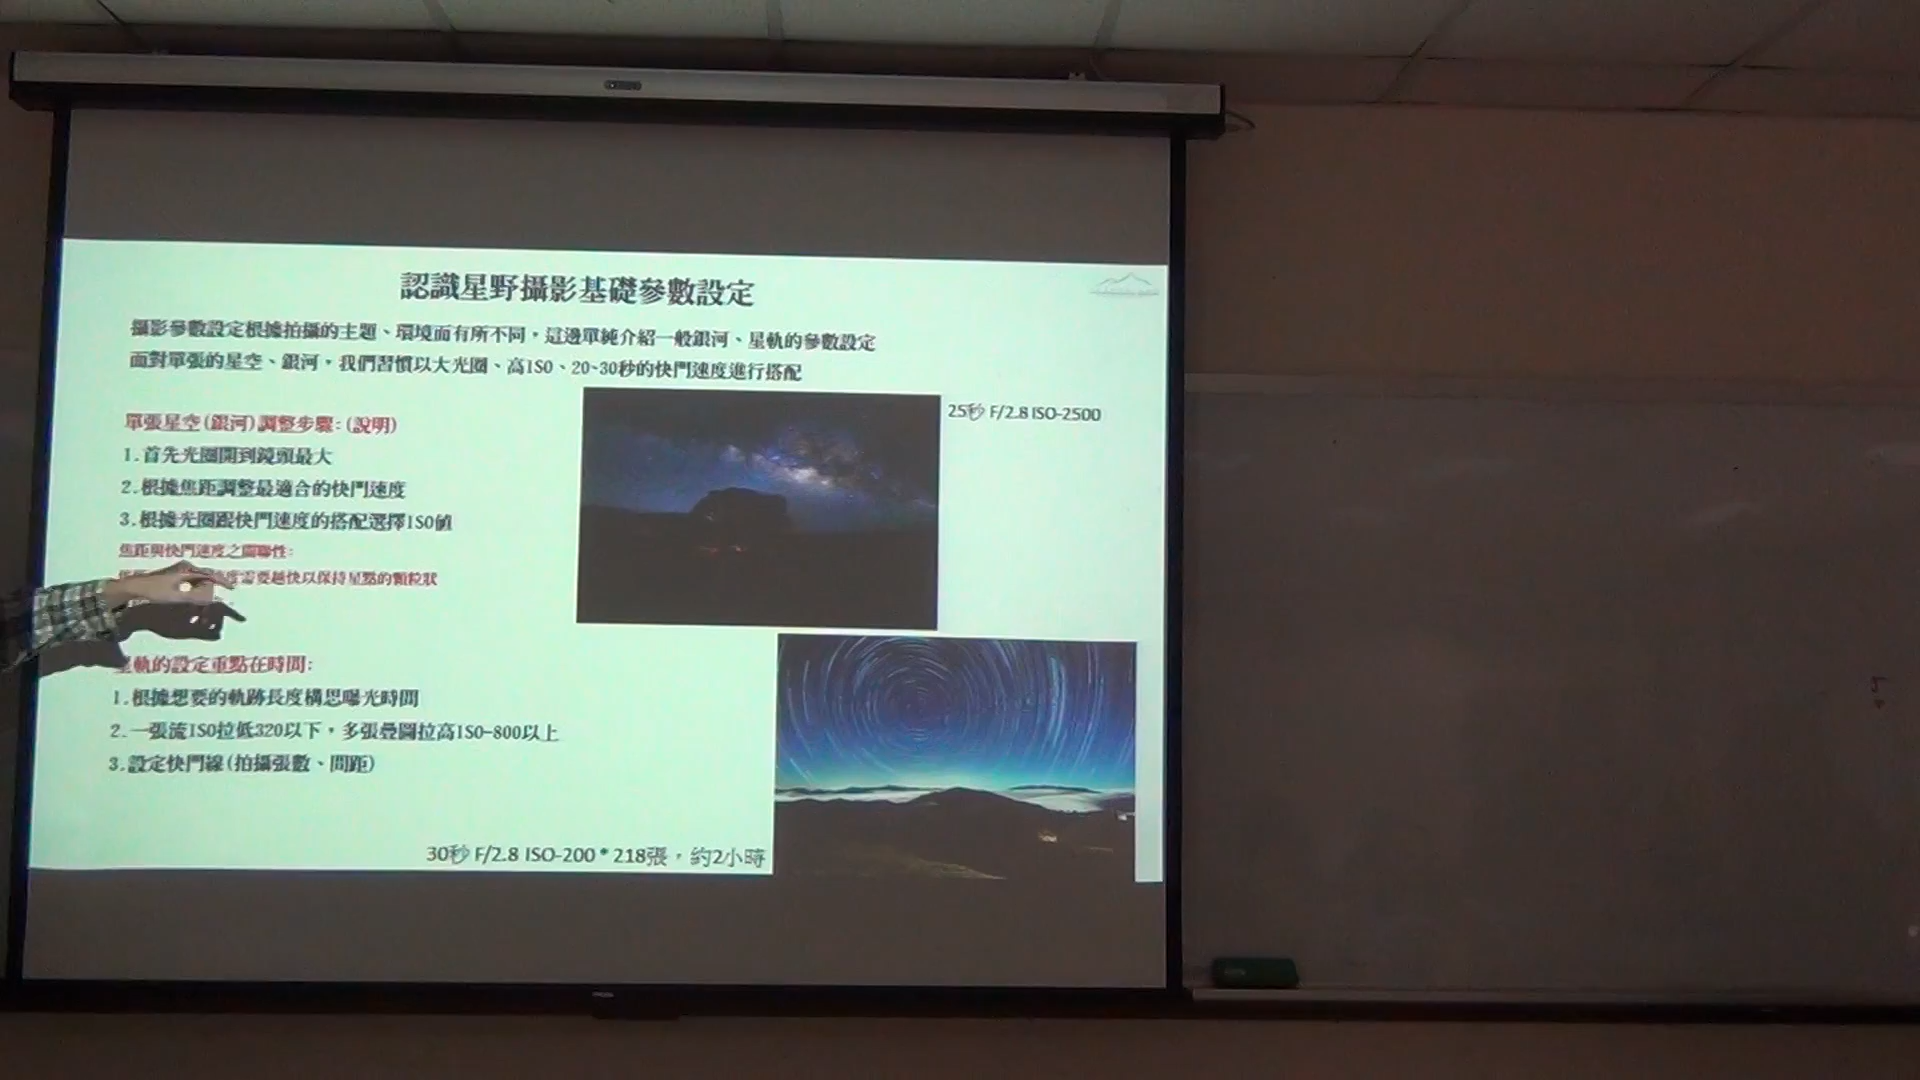 認識星野攝影基礎參數設定
攝影參數設定根據拍攝的主題、環境而有所不同，這邊單純介紹一般銀河、星軌的參數設定
面對單張的星空、銀河，我們習慣以大光圈、高ISO、20~30秒的快門速度進行搭配
25秒 F/2.8 ISO-2500
單張星空(銀河)調整步驟:(說明)
1.首先光圈開到鏡頭最大
2.根據焦距調整最適合的快門速度
3.根據光圈跟快門速度的搭配選擇ISO值
焦距與快門速度之關聯性:
度需要越快以保持星點的顆粒狀
星軌的設定重點在時間:
1.根據想要的軌跡長度構思曝光時間
2.一張流ISO拉低320以下，多張疊圖拉高ISO-800以上
3.設定快門線(拍攝張數、間距)
30秒 F/2.8 ISO-200 * 218張，約2小時